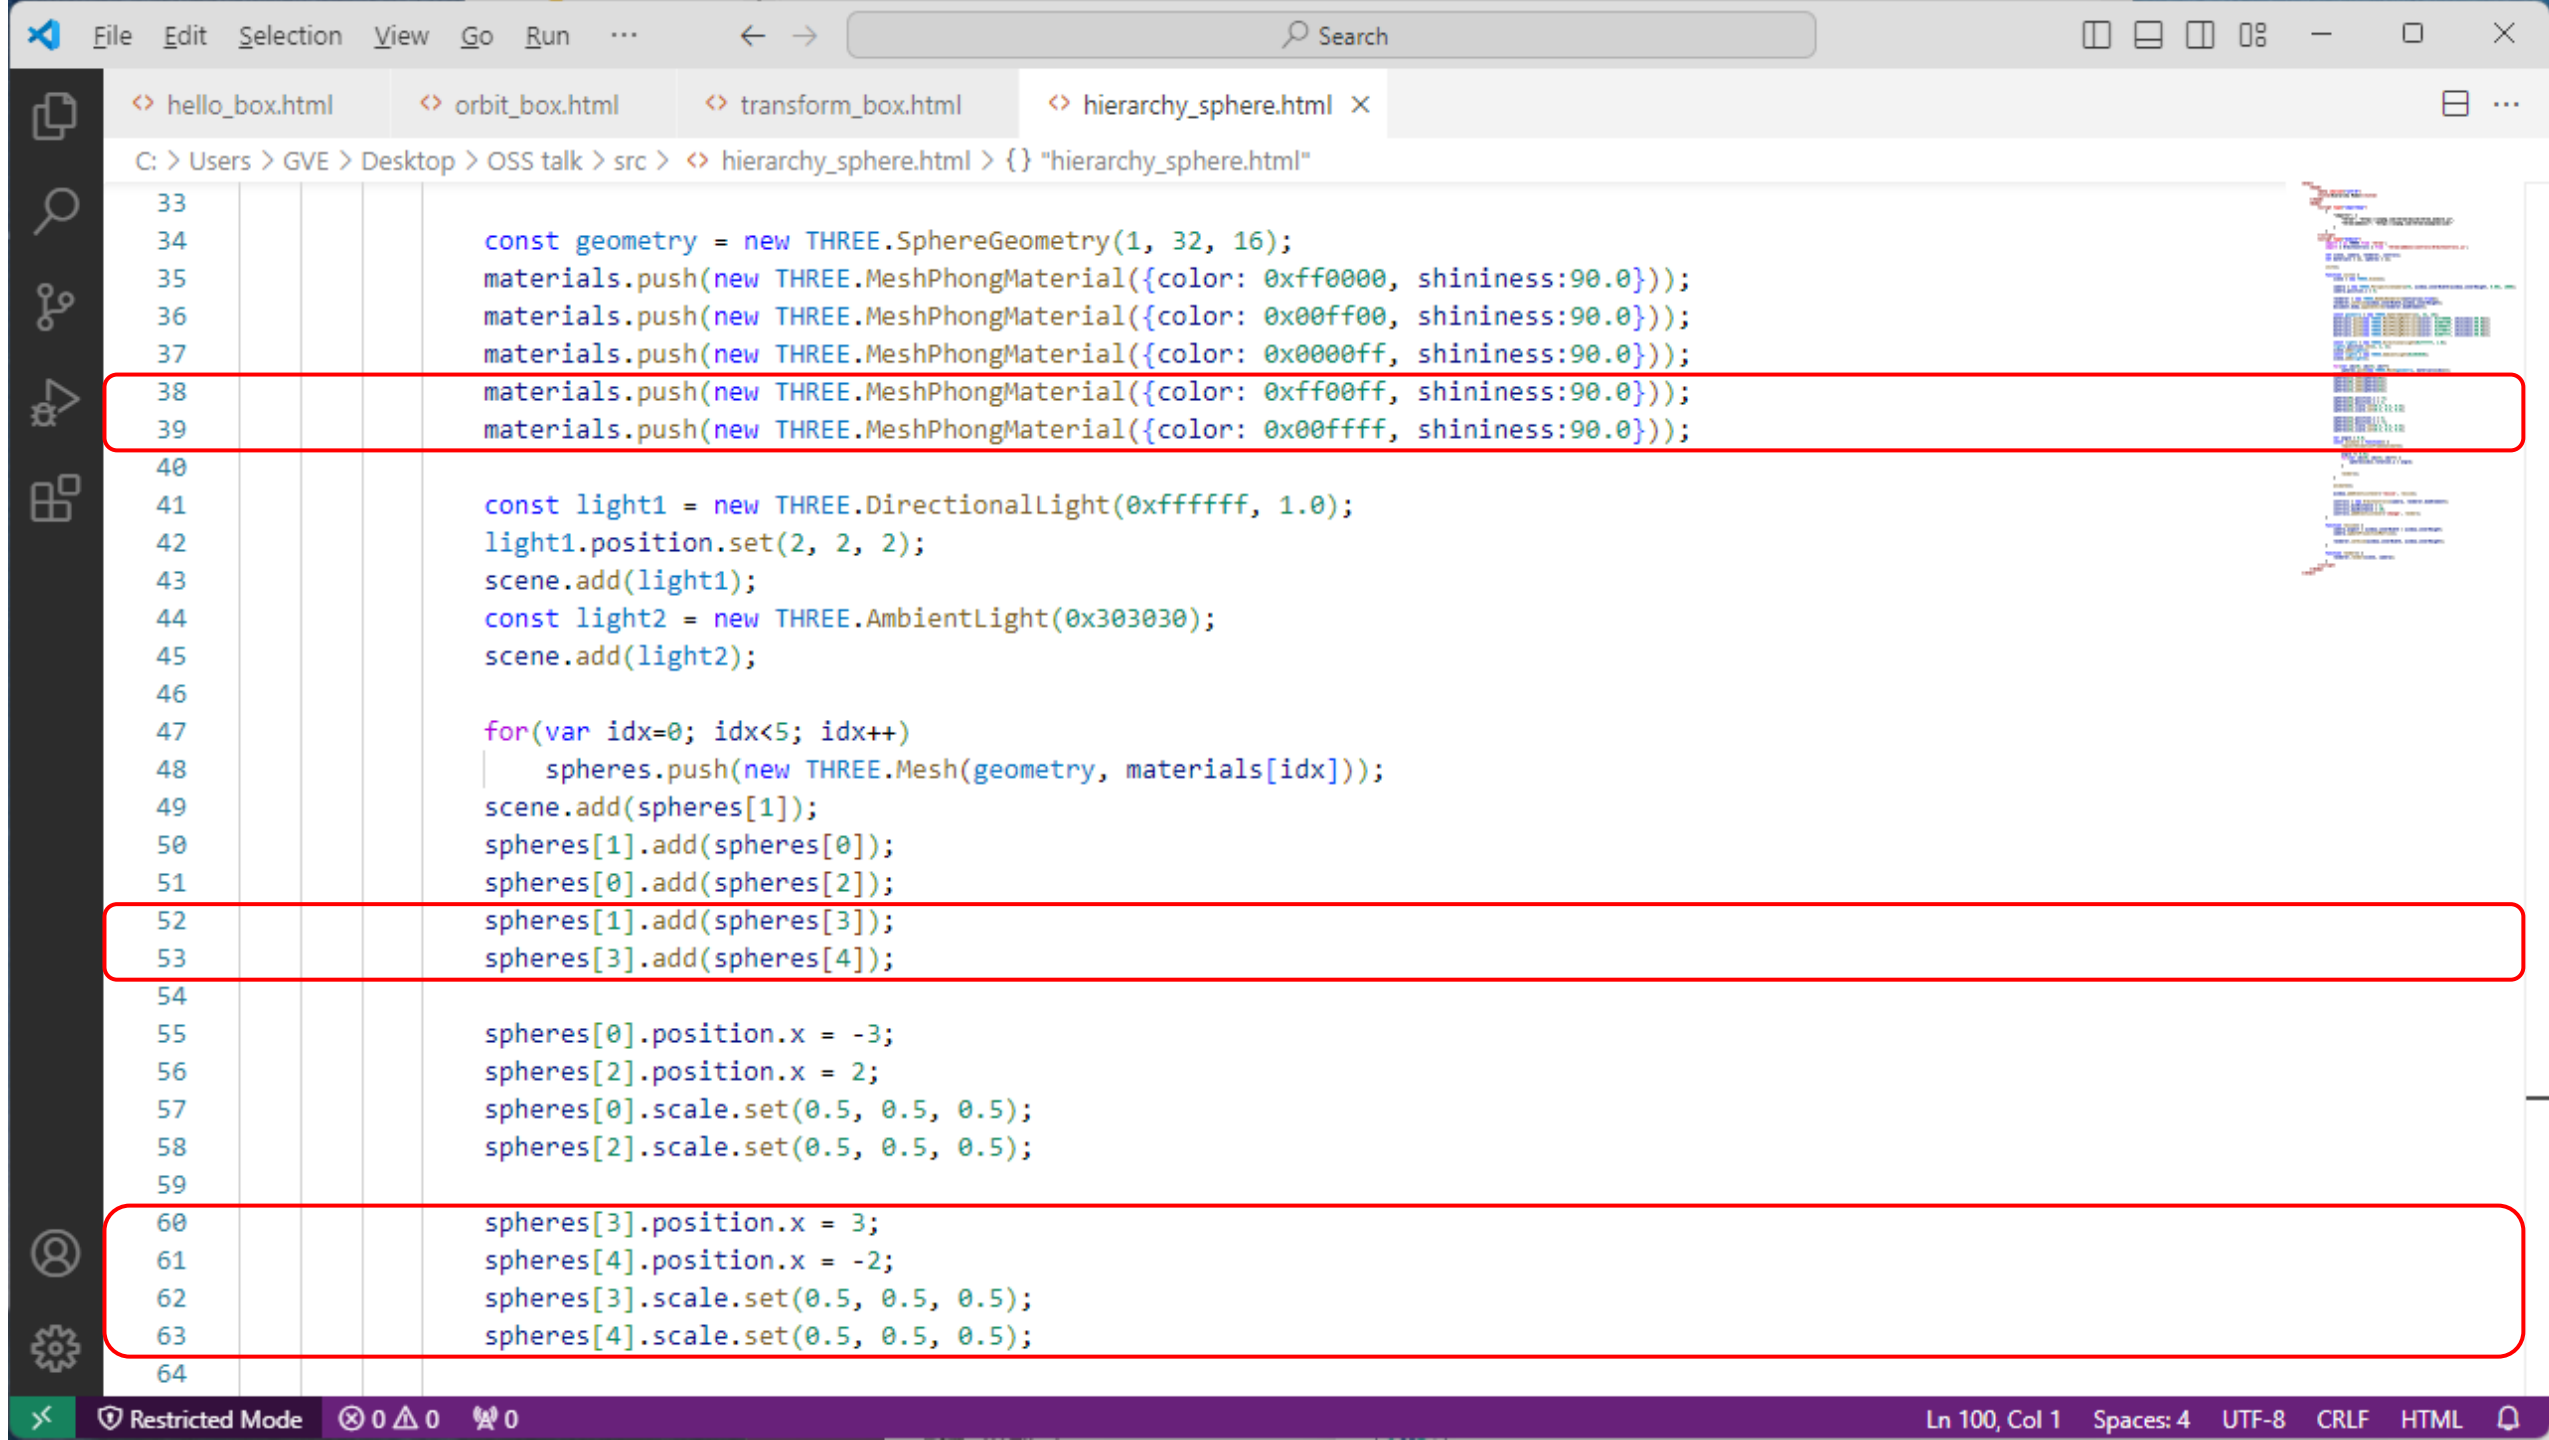 File Edit Selection View Go Run ··· Search
hello_box.html orbit_box.html transform_box.html hierarchy_sphere.html
C: > Users > GVE > Desktop > OSS talk > src > <> hierarchy_sphere.html > {} "hierarchy_sphere.html"
33
34 const geometry = new THREE.SphereGeometry(1, 32, 16);
35 materials.push(new THREE.MeshPhongMaterial({color: 0xff0000, shininess:90.0}));
36 materials.push(new THREE.MeshPhongMaterial({color: 0x00ff00, shininess:90.0}));
37 materials.push(new THREE.MeshPhongMaterial({color: 0x0000ff, shininess:90.0}));
38 materials.push(new THREE.MeshPhongMaterial({color: 0xff00ff, shininess:90.0}));
39 materials.push(new THREE.MeshPhongMaterial({color: 0x00ffff, shininess:90.0}));
40
41 const light1 = new THREE.DirectionalLight(0xffffff, 1.0);
42 light1.position.set(2, 2, 2);
43 scene.add(light1);
44 const light2 = new THREE.AmbientLight(0x303030);
45 scene.add(light2);
46
47 for(var idx=0; idx<5; idx++)
48 spheres.push(new THREE.Mesh(geometry, materials[idx]));
49 scene.add(spheres[1]);
50 spheres[1].add(spheres[0]);
51 spheres[0].add(spheres[2]);
52 spheres[1].add(spheres[3]);
53 spheres[3].add(spheres[4]);
54
55 spheres[0].position.x = -3;
56 spheres[2].position.x = 2;
57 spheres[0].scale.set(0.5, 0.5, 0.5);
58 spheres[2].scale.set(0.5, 0.5, 0.5);
59
60 spheres[3].position.x = 3;
61 spheres[4].position.x = -2;
62 spheres[3].scale.set(0.5, 0.5, 0.5);
63 spheres[4].scale.set(0.5, 0.5, 0.5);
64
Restricted Mode 0 0 0 Ln 100, Col 1 Spaces: 4 UTF-8 CRLF HTML